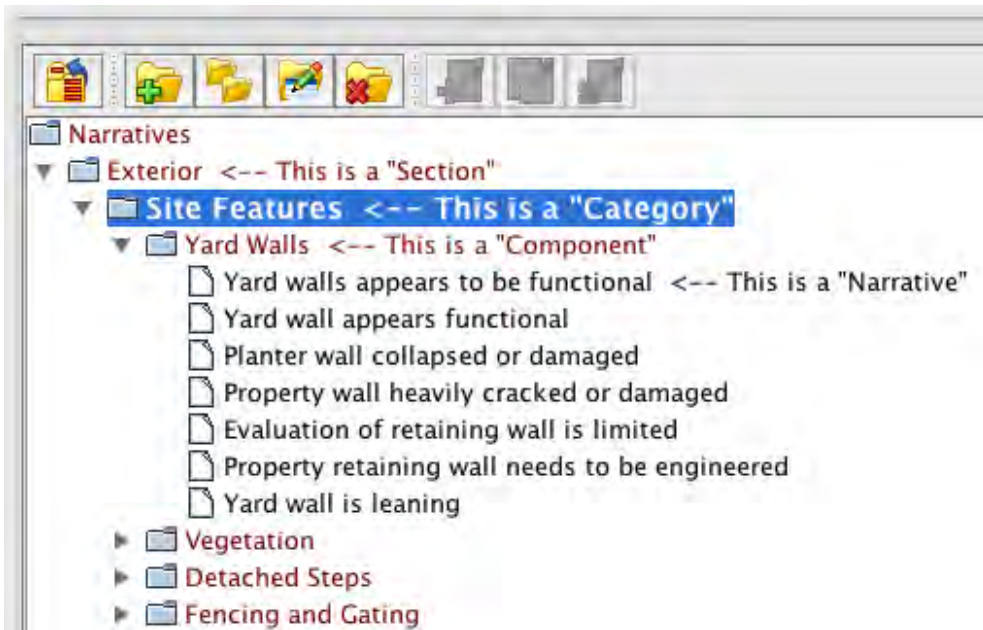 Narratives
Exterior <-- This is a "Section"
Site Features <-- This is a "Category"
Yard Walls <-- This is a "Component"
Yard walls appears to be functional <-- This is a "Narrative"
Yard wall appears functional
Planter wall collapsed or damaged
Property wall heavily cracked or damaged
Evaluation of retaining wall is limited
Property retaining wall needs to be engineered
Yard wall is leaning
Vegetation
Detached Steps
Fencing and Gating